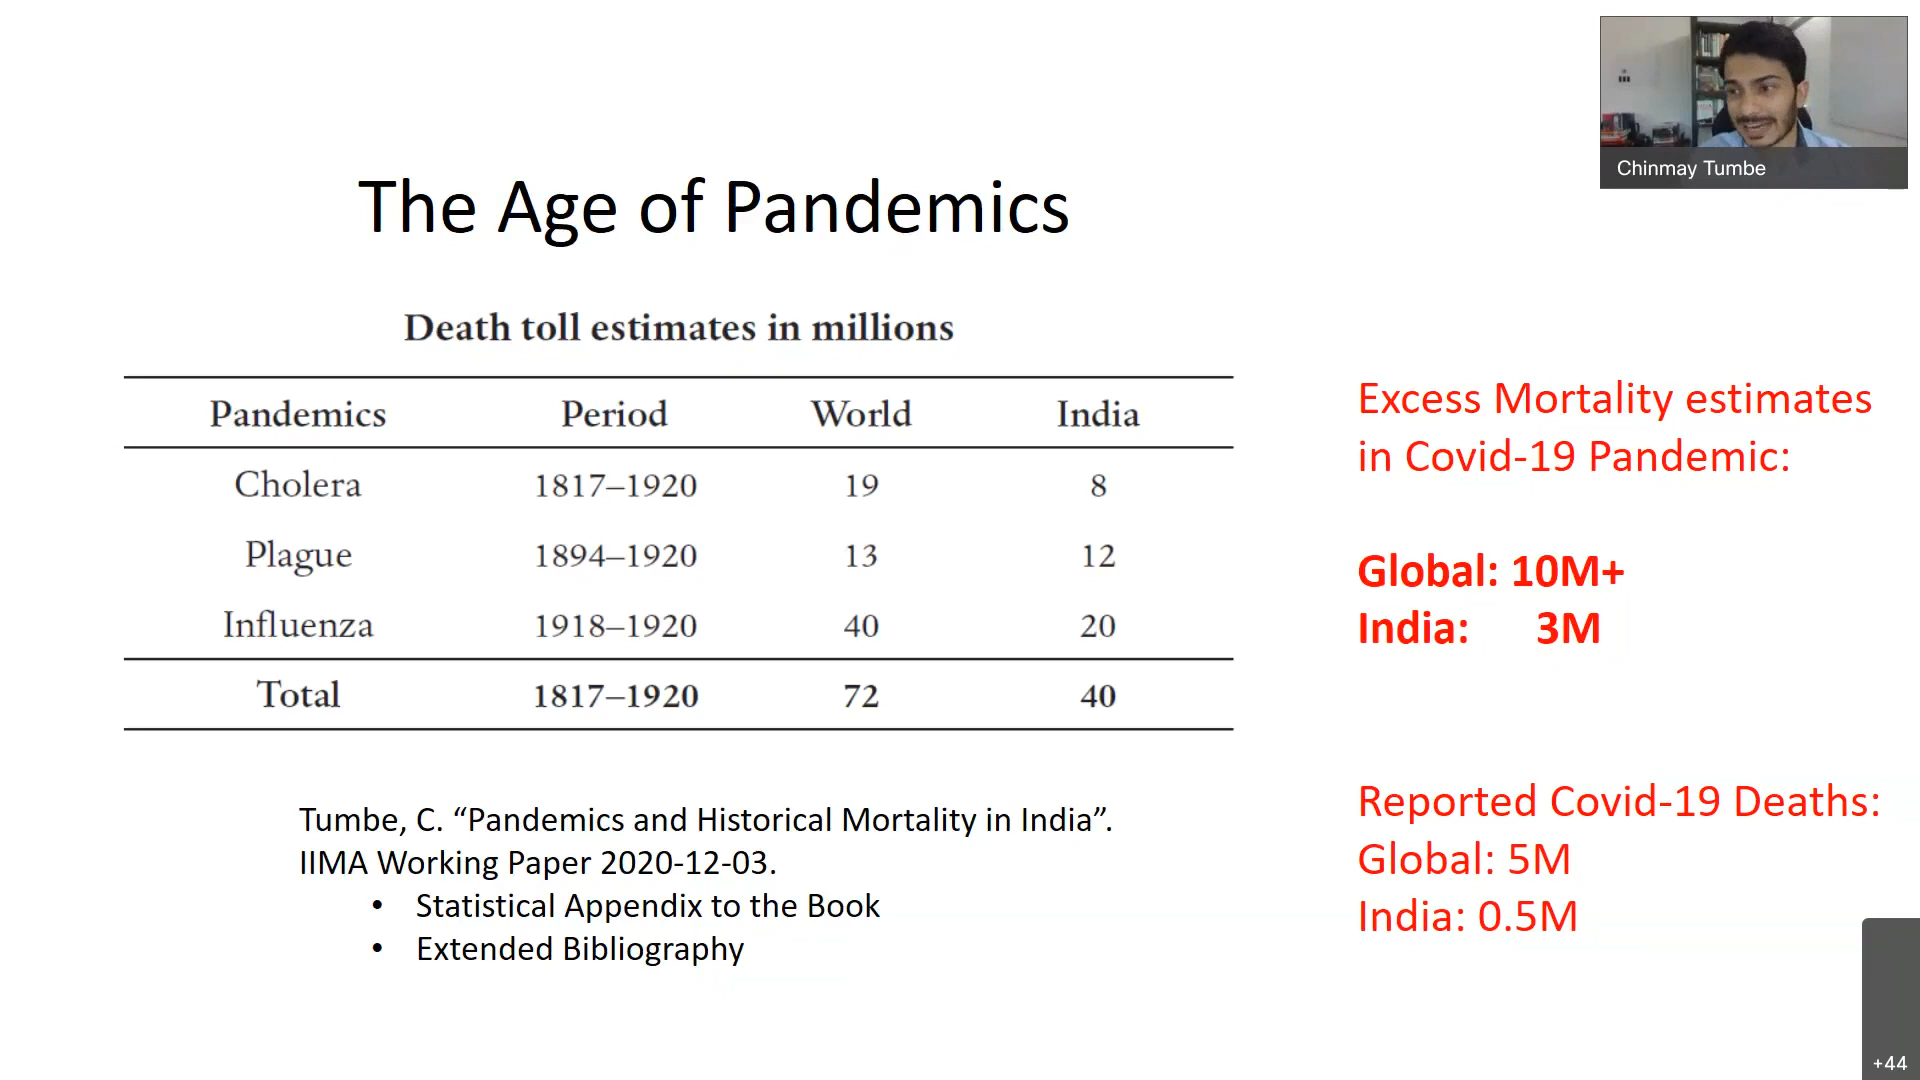 Chinmay Tumbe
The Age of Pandemics
Death toll estimates in millions
Pandemics Period World India
Cholera 1817–1920 19 8
Plague 1894–1920 13 12
Influenza 1918–1920 40 20
Total 1817–1920 72 40
Tumbe, C. “Pandemics and Historical Mortality in India”.
IIMA Working Paper 2020-12-03.
• Statistical Appendix to the Book
• Extended Bibliography
Excess Mortality estimates
in Covid-19 Pandemic:
Global: 10M+
India: 3M
Reported Covid-19 Deaths:
Global: 5M
India: 0.5M
+44